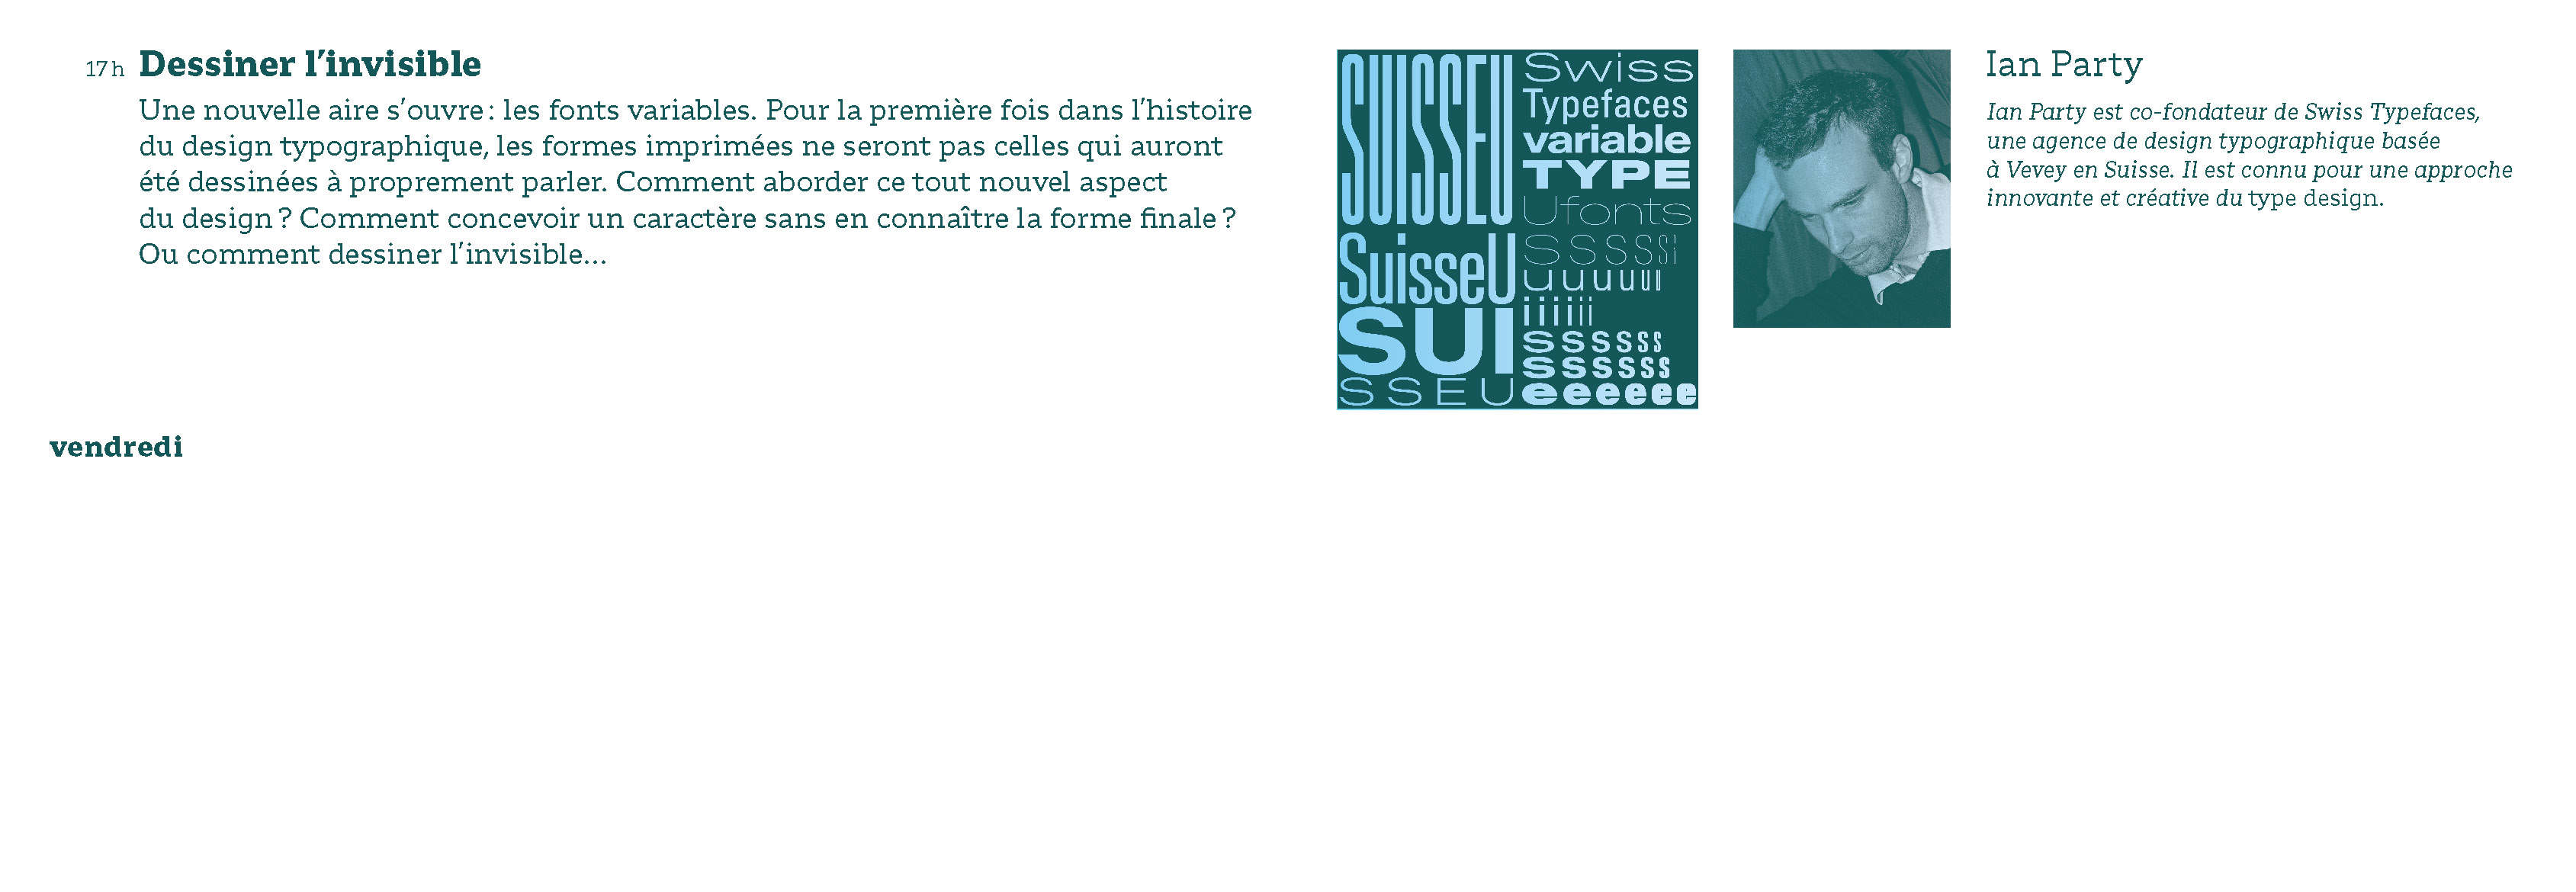 17 h Dessiner l’invisible
Une nouvelle aire s’ouvre : les fonts variables. Pour la première fois dans l’histoire
du design typographique, les formes imprimées ne seront pas celles qui auront
été dessinées à proprement parler. Comment aborder ce tout nouvel aspect
du design ? Comment concevoir un caractère sans en connaître la forme finale ?
Ou comment dessiner l’invisible…
SUISSEU
SuisseU
SUI
SSEU
Swiss
Typefaces
variable
TYPE
Ufonts
SSSSSi
uuuuuu
iiiiii
ssssss
ssssss
eeeeee
Ian Party
Ian Party est co-fondateur de Swiss Typefaces,
une agence de design typographique basée
à Vevey en Suisse. Il est connu pour une approche
innovante et créative du type design.
vendredi